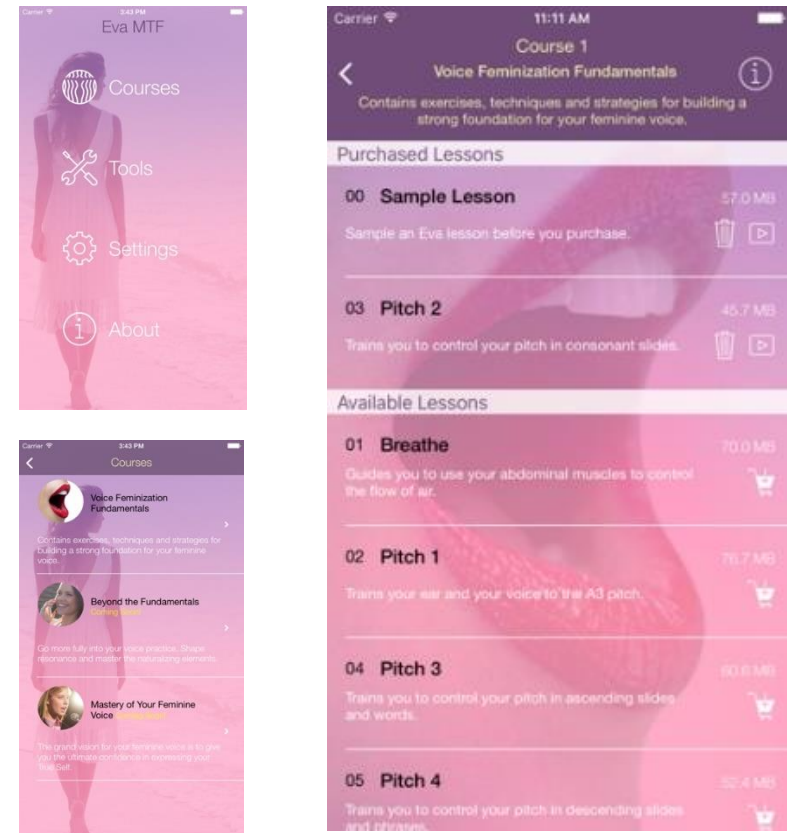 Carrier 3:43 PM
Eva MTF
Courses
Tools
Settings
About
Carrier 3:43 PM
Courses
Voice Feminization
Fundamentals
Contains exercises, techniques and strategies for
building a strong foundation for your feminine
voice.
Beyond the Fundamentals
Coming Soon!
Go more fully into your voice practice. Shape
resonance and master the naturalizing elements.
Mastery of Your Feminine
Voice Coming Soon!
The grand vision for your feminine voice is to give
you the ultimate confidence in expressing your
True Self.
Carrier 11:11 AM
Course 1
Voice Feminization Fundamentals
Contains exercises, techniques and strategies for building a
strong foundation for your feminine voice.
Purchased Lessons
00 Sample Lesson 57.0 MB
Sample an Eva lesson before you purchase.
03 Pitch 2 45.7 MB
Trains you to control your pitch in consonant slides.
Available Lessons
01 Breathe 70.0 MB
Guides you to use your abdominal muscles to control
the flow of air.
02 Pitch 1 76.7 MB
Trains your ear and your voice to the A3 pitch.
04 Pitch 3 60.6 MB
Trains you to control your pitch in ascending slides
and words.
05 Pitch 4 52.4 MB
Trains you to control your pitch in descending slides
and phrases.